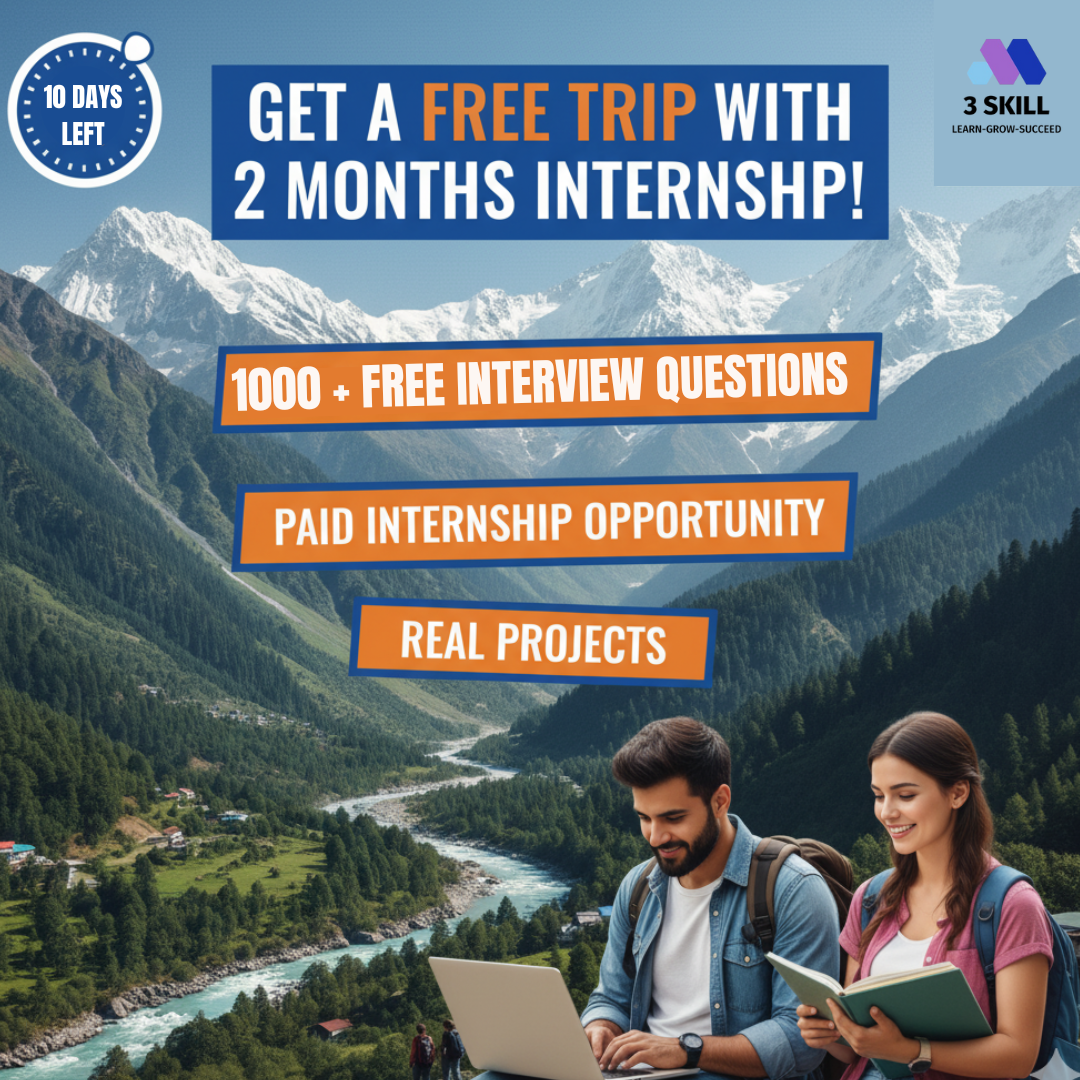 10 DAYS
LEFT
GET A FREE TRIP WITH
2 MONTHS INTERNSHP!
3 SKILL
LEARN-GROW-SUCCEED
1000 + FREE INTERVIEW QUESTIONS
PAID INTERNSHIP OPPORTUNITY
REAL PROJECTS